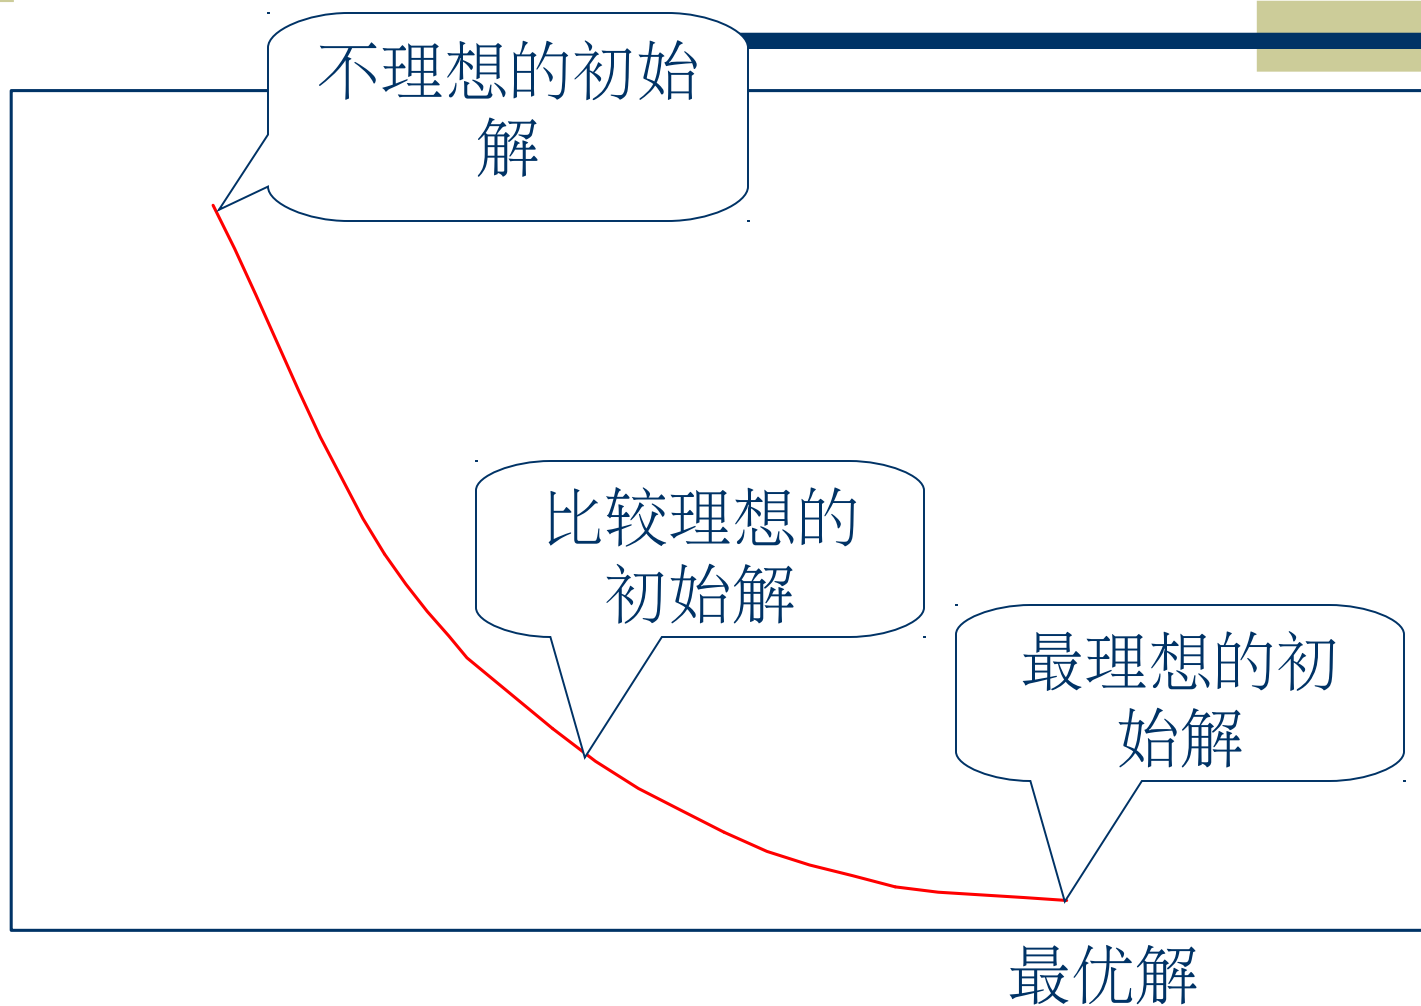 不理想的初始
解
比较理想的
初始解
最理想的初
始解
最优解